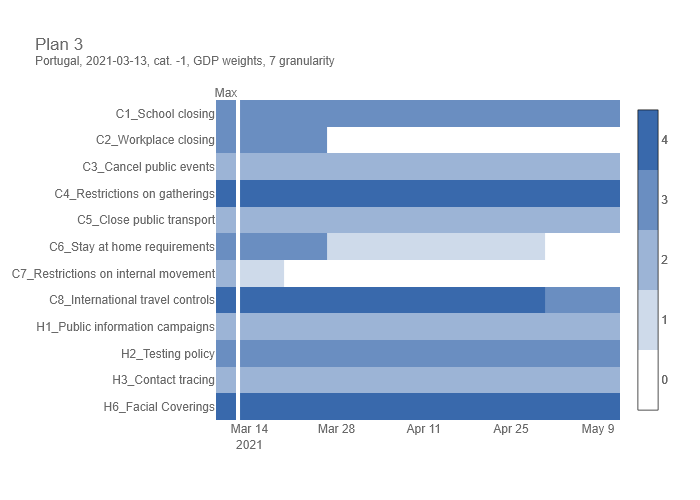 Plan 3
Portugal, 2021-03-13, cat. -1, GDP weights, 7 granularity
Max
C1_School closing
C2_Workplace closing
C3_Cancel public events
C4_Restrictions on gatherings
C5_Close public transport
C6_Stay at home requirements
C7_Restrictions on internal movement
C8_International travel controls
H1_Public information campaigns
H2_Testing policy
H3_Contact tracing
H6_Facial Coverings
Mar 14 Mar 28 Apr 11 Apr 25 May 9
2021
4
3
2
1
0